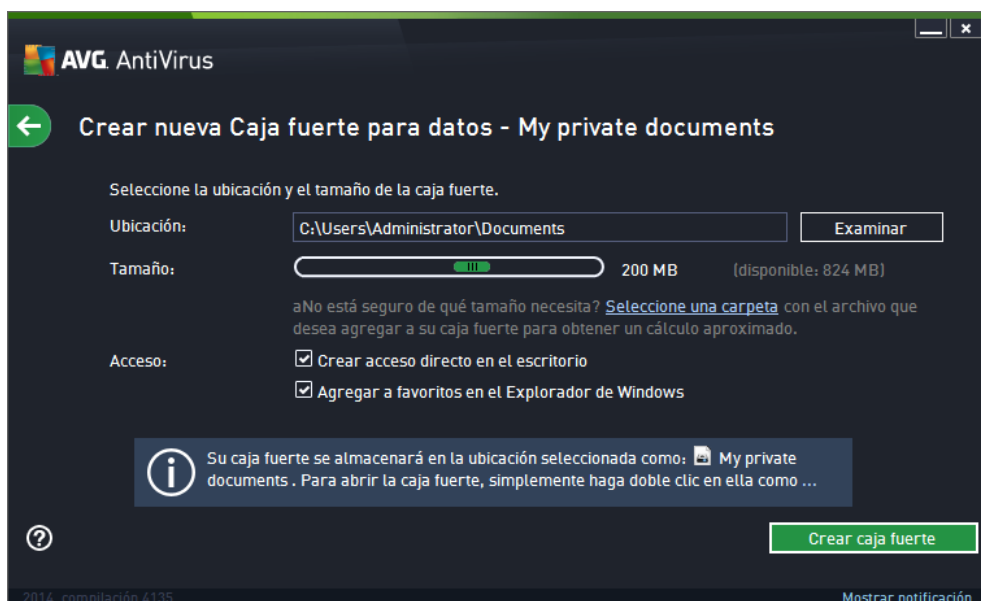 AVG. AntiVirus
Crear nueva Caja fuerte para datos - My private documents
Seleccione la ubicación y el tamaño de la caja fuerte.
Ubicación: C:\Users\Administrator\Documents Examinar
Tamaño: 200 MB (disponible: 824 MB)
aNo está seguro de qué tamaño necesita? Seleccione una carpeta con el archivo que
desea agregar a su caja fuerte para obtener un cálculo aproximado.
Acceso: Crear acceso directo en el escritorio
Agregar a favoritos en el Explorador de Windows
Su caja fuerte se almacenará en la ubicación seleccionada como: My private
documents . Para abrir la caja fuerte, simplemente haga doble clic en ella como ...
Crear caja fuerte
2014 compilación 4135 Mostrar notificación